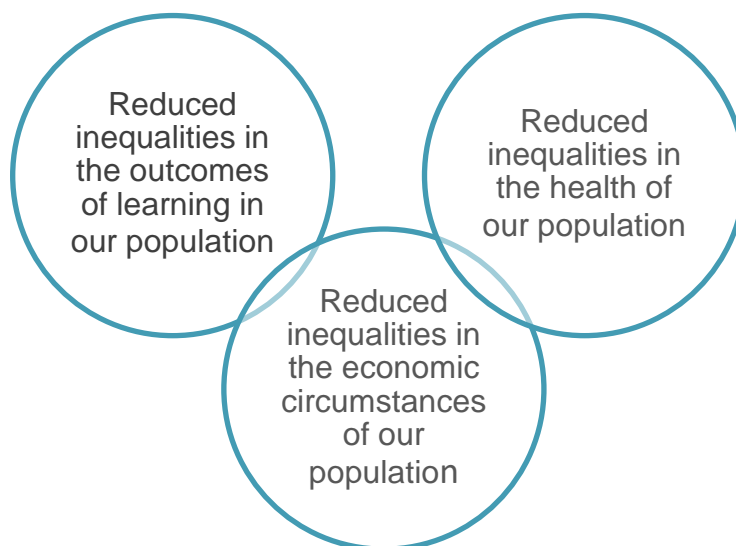 Reduced
inequalities in
the outcomes
of learning in
our population
Reduced
inequalities in
the health of
our population
Reduced
inequalities in
the economic
circumstances
of our
population